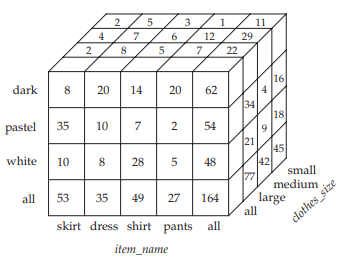 2 5 3 1 11
4 7 6 12 29
2 8 5 7 22
dark 8 20 14 20 62
pastel 35 10 7 2 54
white 10 8 28 5 48
all 53 35 49 27 164
34 4 16
21 9 18
77 42 45
small
medium
large
all
clothes_size
skirt dress shirt pants all
item_name